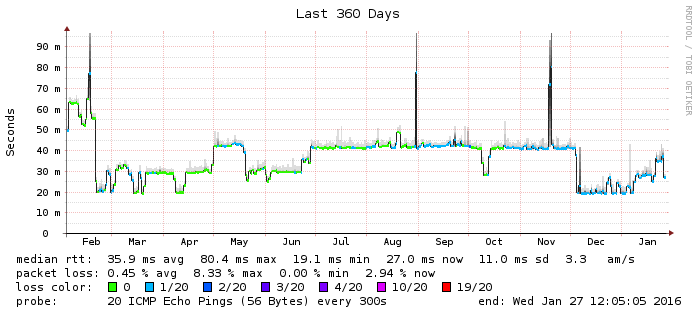 Last 360 Days
RRDTOOL / TOBI OETIKER
Seconds
90 m
80 m
70 m
60 m
50 m
40 m
30 m
20 m
10 m
0
Feb Mar Apr May Jun Jul Aug Sep Oct Nov Dec Jan
median rtt: 35.9 ms avg 80.4 ms max 19.1 ms min 27.0 ms now 11.0 ms sd 3.3 am/s
packet loss: 0.45 % avg 8.33 % max 0.00 % min 2.94 % now
loss color: 0 1/20 2/20 3/20 4/20 10/20 19/20
probe: 20 ICMP Echo Pings (56 Bytes) every 300s end: Wed Jan 27 12:05:05 2016